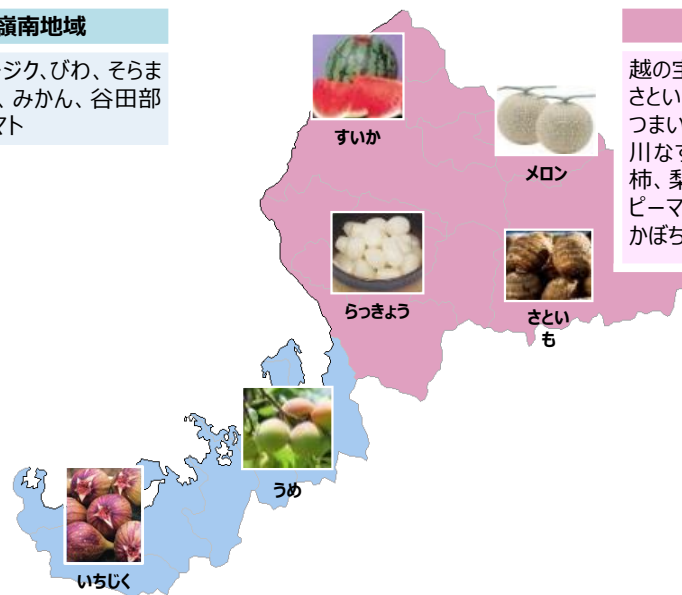 嶺南地域
ージク、びわ、そらま
、みかん、谷田部
マト
越の宝
さとい
つまい
川なす
柿、梨
ピーマ
かぼち
すいか
メロン
らっきょう
さとい
も
うめ
いちじく